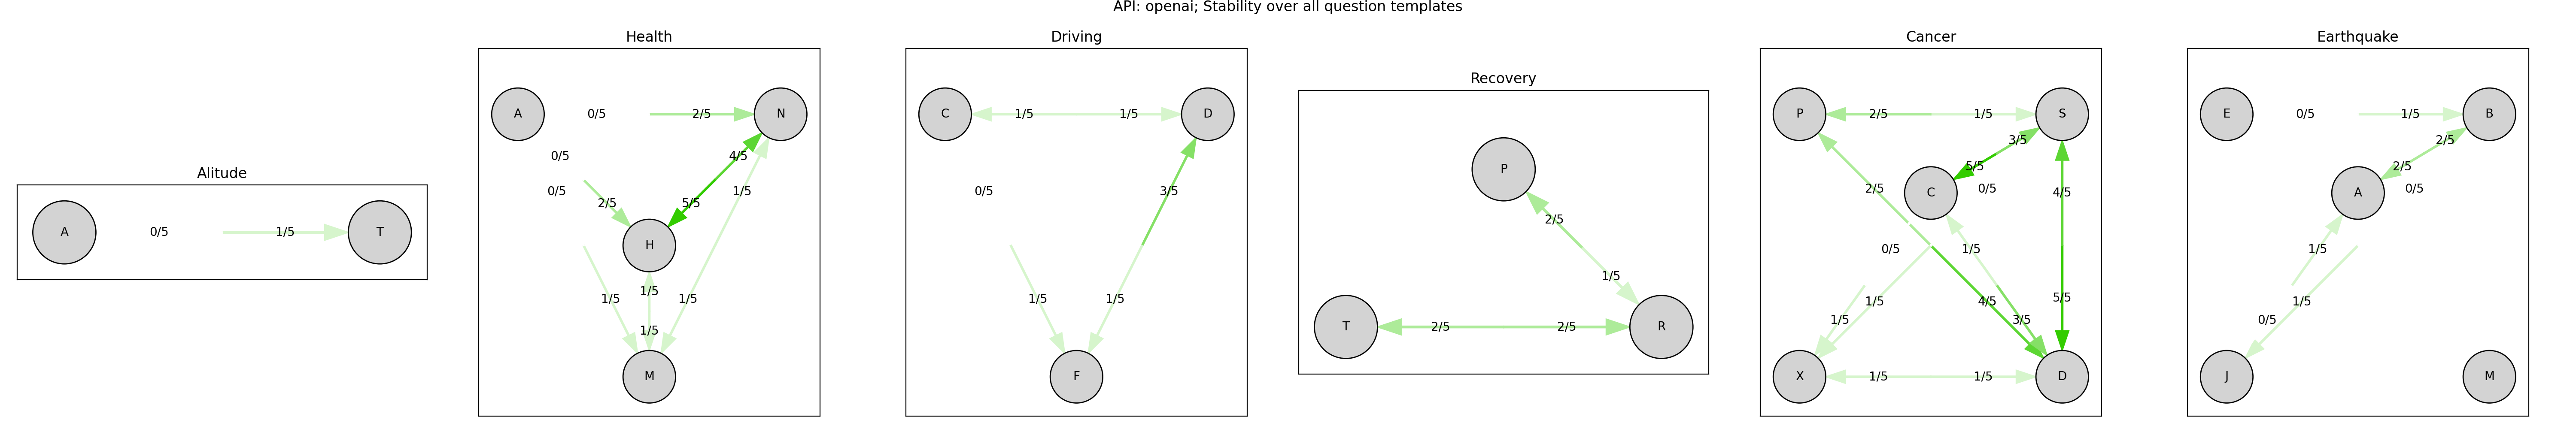 API: openai; Stability over all question templates
Alitude
A 0/5 1/5 T
Health
A 0/5 2/5 N
0/5 4/5
0/5 1/5
2/5 5/5
H
1/5
1/5 1/5
1/5
M
Driving
C 1/5 1/5 D
0/5 3/5
1/5 1/5
F
Recovery
P
2/5
1/5
T 2/5 2/5 R
Cancer
P 2/5 1/5 S
3/5
5/5
2/5 C 0/5 4/5
0/5 1/5
1/5 4/5 5/5
1/5 3/5
X 1/5 1/5 D
Earthquake
E 0/5 1/5 B
2/5
2/5
A 0/5
1/5
1/5
0/5
J M